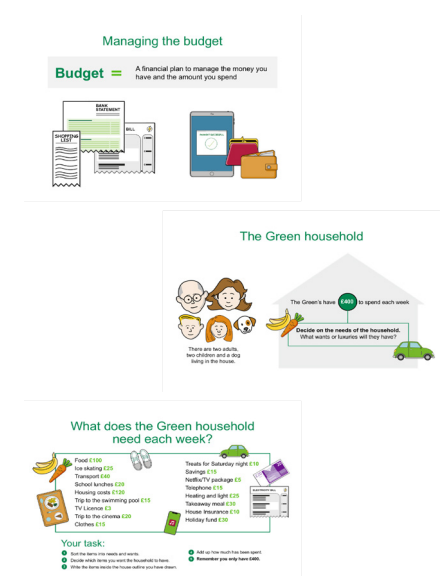 Managing the budget
Budget =
A financial plan to manage the money you
have and the amount you spend
BANK
STATEMENT
SHOPPING
LIST
BILL
The Green household
The Green's have £400 to spend each week
Decide on the needs of the household.
What wants or luxuries will they have?
There are two adults,
two children and a dog
living in the house.
What does the Green household
need each week?
Food £100
Ice skating £25
Transport £40
School lunches £20
Housing costs £120
Trip to the swimming pool £15
TV Licence £3
Trip to the cinema £20
Clothes £15
Treats for Saturday night £10
Savings £15
Netflix/TV package £5
Telephone £15
Heating and light £25
Takeaway meal £30
House Insurance £10
Holiday fund £30
ELECTRICITY BILL
Your task:
1 Sort the items into needs and wants.
2 Decide which items you want the household to have.
3 Write the items inside the house outline you have drawn.
4 Add up how much has been spent.
5 Remember you only have £400.